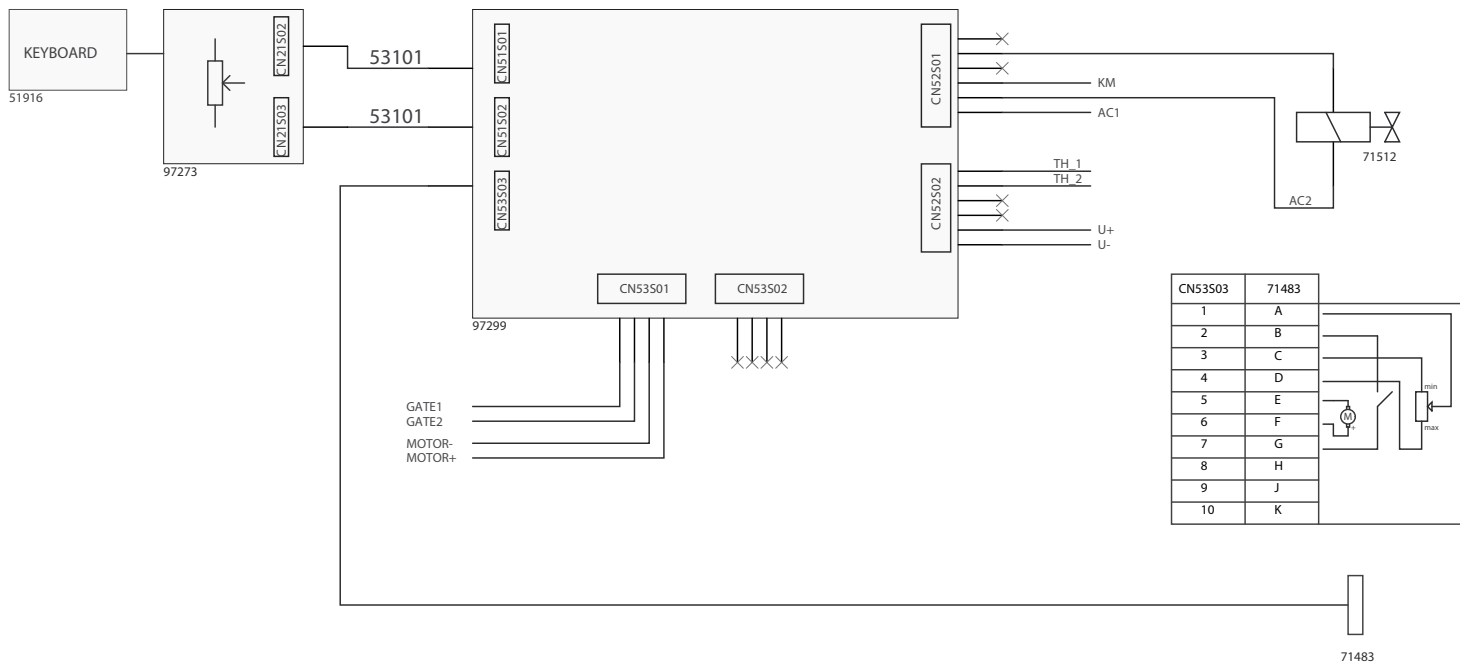 KEYBOARD
51916
CN21S02
CN21S03
97273
53101
53101
CN51S01
CN51S02
CN53S03
CN52S01
CN52S02
CN53S01
CN53S02
97299
KM
AC1
TH_1
TH_2
U+
U-
71512
AC2
GATE1
GATE2
MOTOR-
MOTOR+
CN53S03 71483
1 A
2 B
3 C
4 D
5 E
6 F
7 G
8 H
9 J
10 K
min
M
+
max
71483